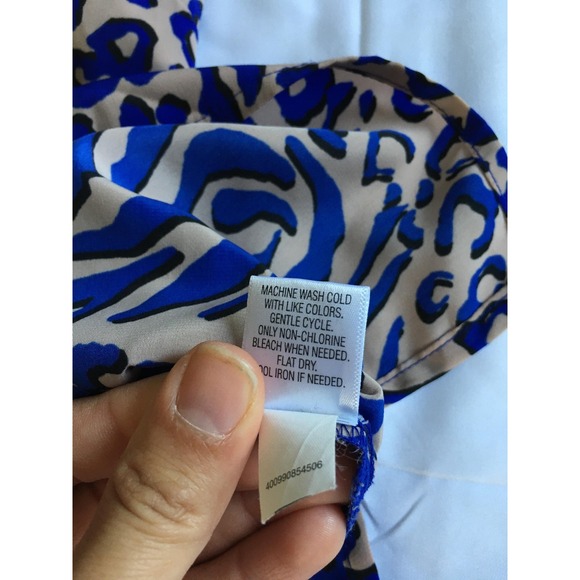 MACHINE WASH COLD
WITH LIKE COLORS.
GENTLE CYCLE.
ONLY NON-CHLORINE
BLEACH WHEN NEEDED.
FLAT DRY.
OOL IRON IF NEEDED.
400990854506